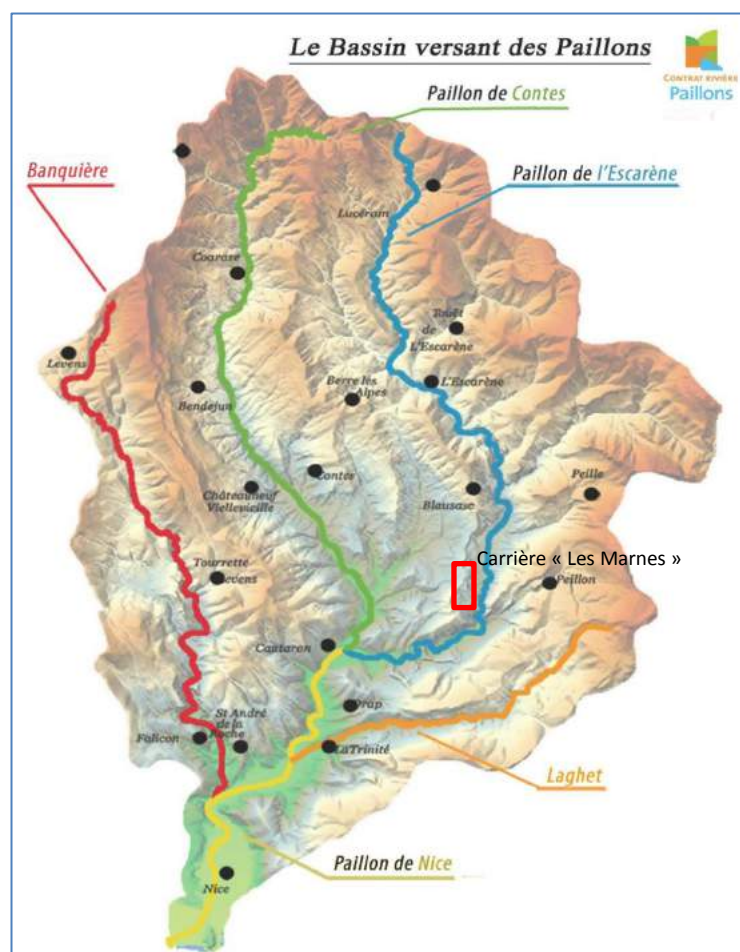 Le Bassin versant des Paillons
CONTRAT RIVIÈRE
Paillons
Paillon de Contes
Banquière
Paillon de l'Escarène
Lucéram
Coaraze
Touët
de
L'Escarène
Levens
L'Escarène
Bendejun
Berre les
Alpes
Contes
Châteauneuf
Vielleveille
Blausasc
Peille
Carrière « Les Marnes »
Tourrette
Levens
Peillon
Cantaron
Drap
St André
de la
Roche
Falicon
La Trinité
Laghet
Paillon de Nice
Nice